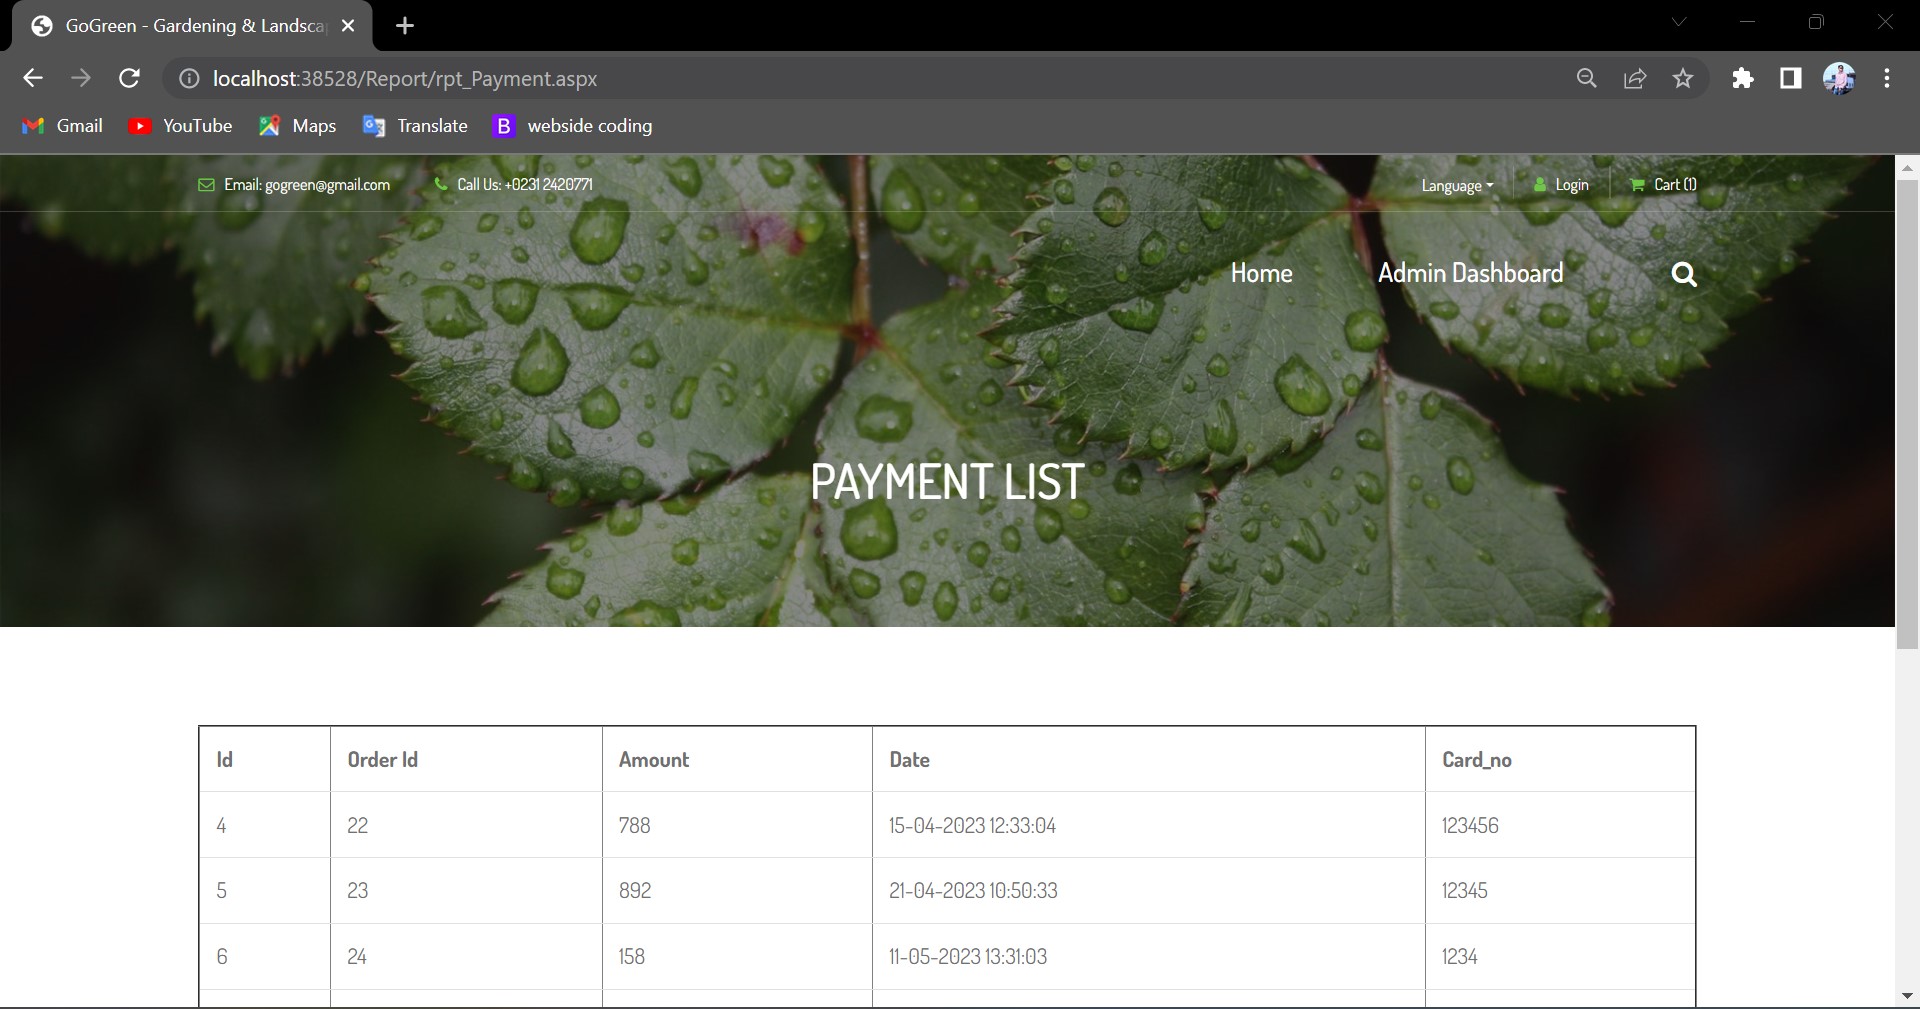 GoGreen - Gardening & Landsca
localhost:38528/Report/rpt_Payment.aspx
Gmail YouTube Maps Translate B webside coding
Email: gogreen@gmail.com Call Us: +0231 2420771 Language Login Cart (1)
Home Admin Dashboard
PAYMENT LIST
Id Order Id Amount Date Card_no
4 22 788 15-04-2023 12:33:04 123456
5 23 892 21-04-2023 10:50:33 12345
6 24 158 11-05-2023 13:31:03 1234